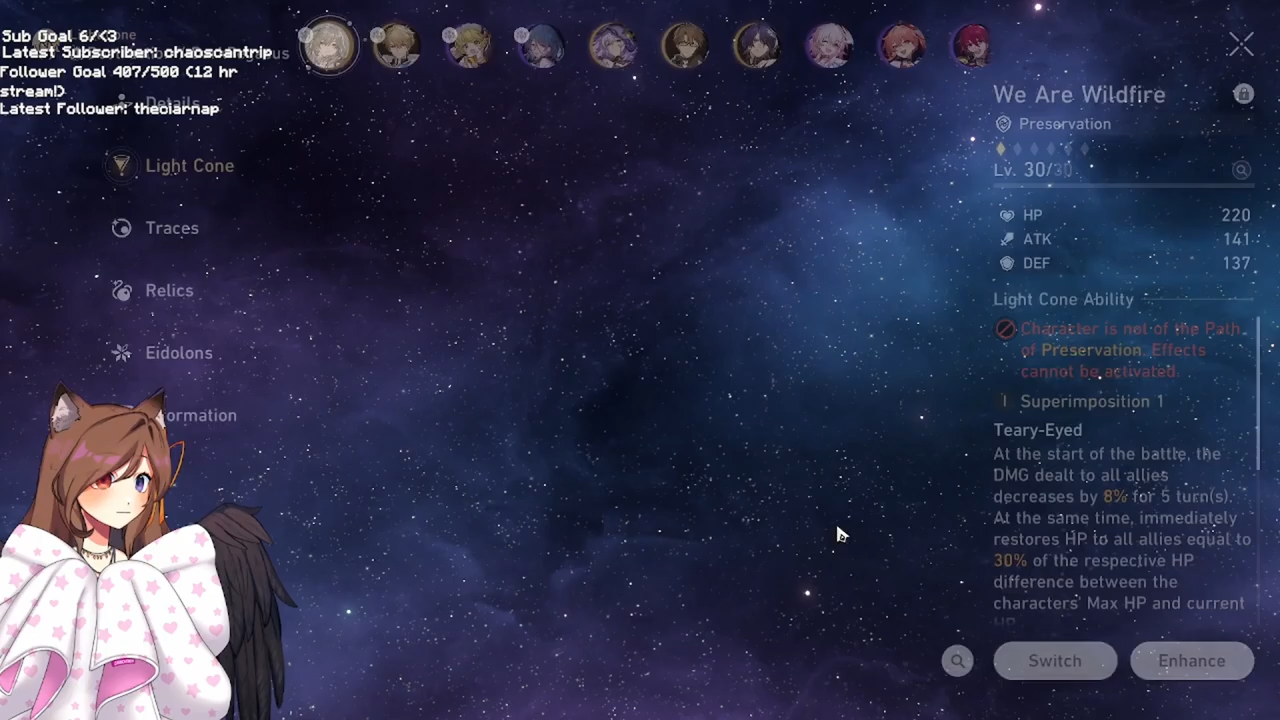 Sub Goal 6/<3
Latest Subscriber: chaoscantrip
Follower Goal 407/500 (12 hr
stream!)
Latest Follower: theoiarnap
Details
Light Cone
Traces
Relics
Eidolons
ormation
We Are Wildfire
Preservation
Lv. 30/30
HP 220
ATK 141
DEF 137
Light Cone Ability
Character is not of the Path
of Preservation. Effects
cannot be activated.
Superimposition 1
Teary-Eyed
At the start of the battle, the
DMG dealt to all allies
decreases by 8% for 5 turn(s).
At the same time, immediately
restores HP to all allies equal to
30% of the respective HP
difference between the
characters' Max HP and current
HP
Switch
Enhance